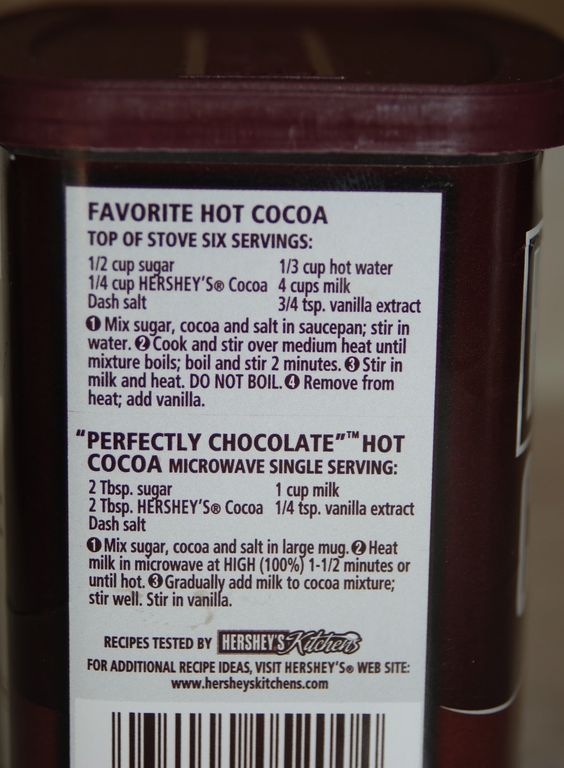 FAVORITE HOT COCOA
TOP OF STOVE SIX SERVINGS:
1/2 cup sugar 1/3 cup hot water
1/4 cup HERSHEY'S® Cocoa 4 cups milk
Dash salt 3/4 tsp. vanilla extract
❶ Mix sugar, cocoa and salt in saucepan; stir in
water. ❷ Cook and stir over medium heat until
mixture boils; boil and stir 2 minutes. ❸ Stir in
milk and heat. DO NOT BOIL. ❹ Remove from
heat; add vanilla.
"PERFECTLY CHOCOLATE"™ HOT
COCOA MICROWAVE SINGLE SERVING:
2 Tbsp. sugar 1 cup milk
2 Tbsp. HERSHEY'S® Cocoa 1/4 tsp. vanilla extract
Dash salt
❶ Mix sugar, cocoa and salt in large mug. ❷ Heat
milk in microwave at HIGH (100%) 1-1/2 minutes or
until hot. ❸ Gradually add milk to cocoa mixture;
stir well. Stir in vanilla.
RECIPES TESTED BY HERSHEY'S Kitchens
FOR ADDITIONAL RECIPE IDEAS, VISIT HERSHEY'S® WEB SITE:
www.hersheyskitchens.com